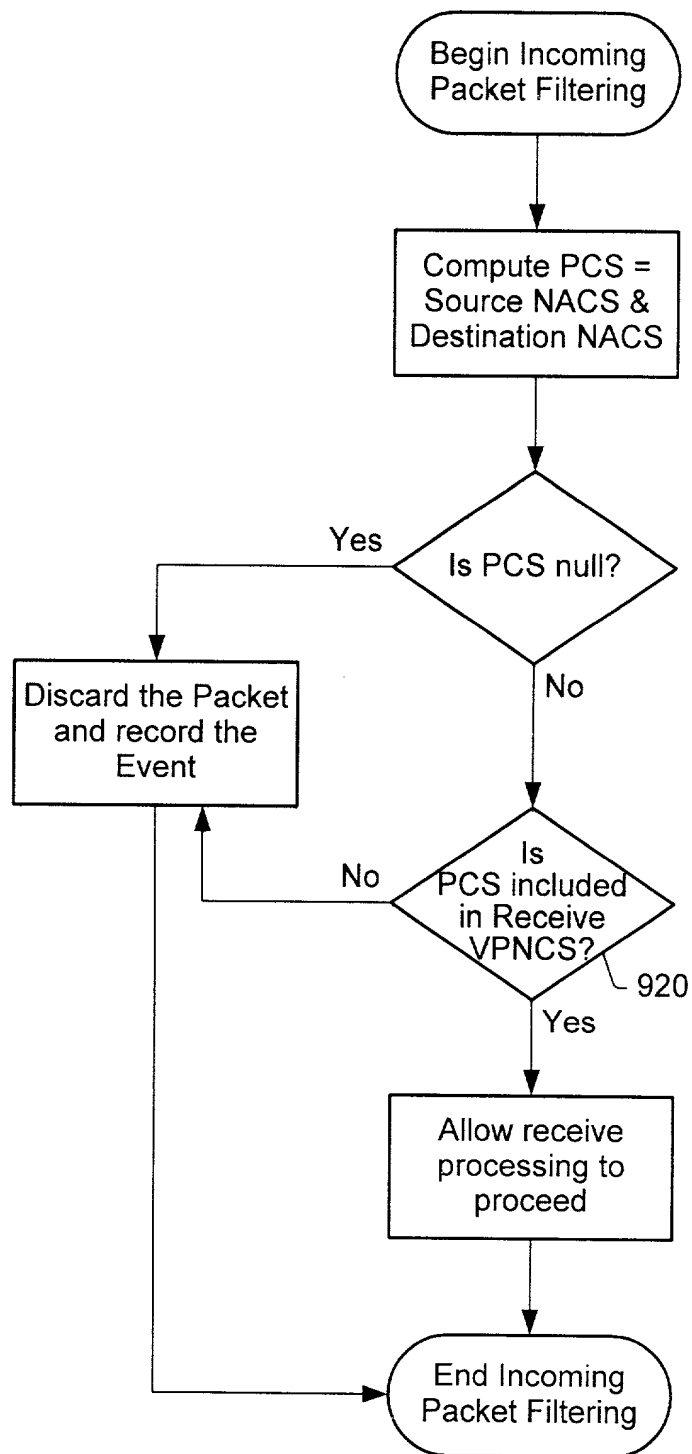 Begin Incoming
Packet Filtering
Compute PCS =
Source NACS &
Destination NACS
Yes
Is PCS null?
No
Discard the Packet
and record the
Event
No
Is
PCS included
in Receive
VPNCS?
920
Yes
Allow receive
processing to
proceed
End Incoming
Packet Filtering